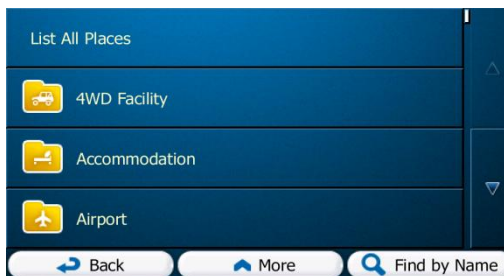 List All Places
4WD Facility
Accommodation
Airport
Back
More
Find by Name